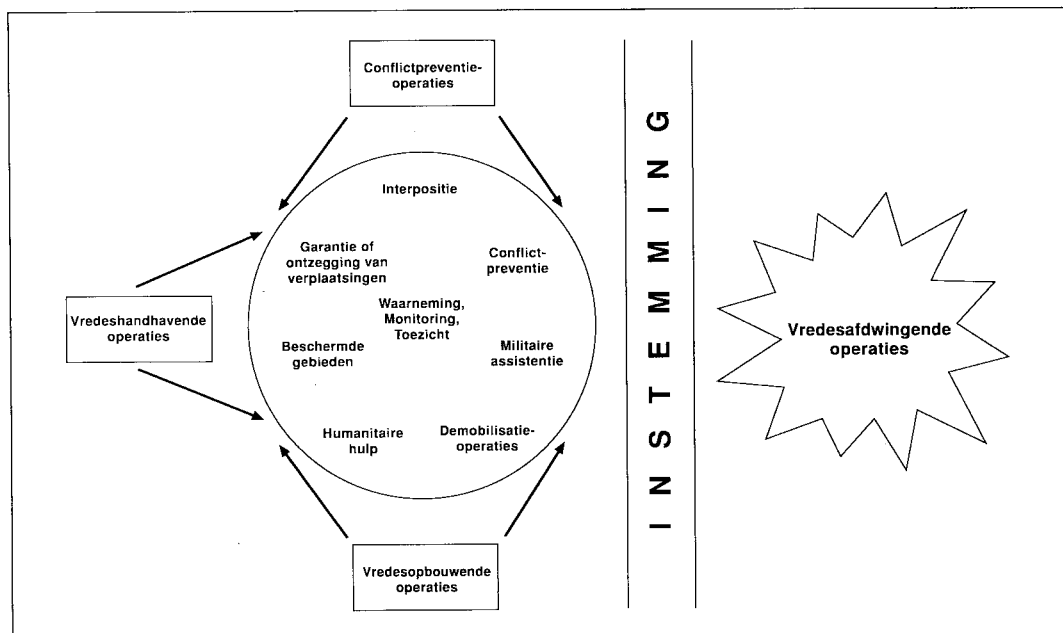 Conflictpreventie-
operaties
Interpositie
Garantie of
ontzegging van
verplaatsingen
Conflict-
preventie
Waarneming,
Monitoring,
Toezicht
Vredeshandhavende
operaties
Beschermde
gebieden
Militaire
assistentie
Humanitaire
hulp
Demobilisatie-
operaties
Vredesopbouwende
operaties
INSTEMMING
Vredesafdwingende
operaties